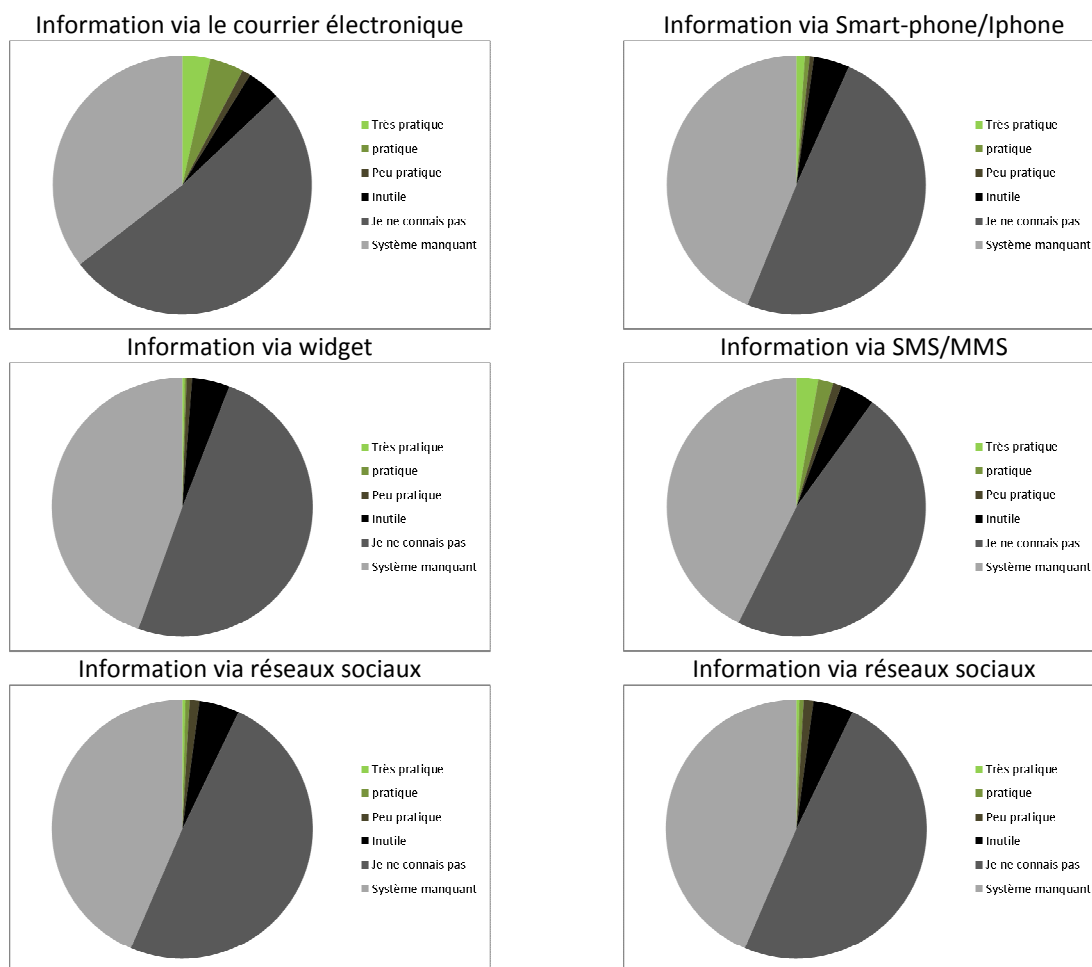 Information via le courrier électronique
Très pratique
pratique
Peu pratique
Inutile
Je ne connais pas
Système manquant
Information via Smart-phone/Iphone
Très pratique
pratique
Peu pratique
Inutile
Je ne connais pas
Système manquant
Information via widget
Très pratique
pratique
Peu pratique
Inutile
Je ne connais pas
Système manquant
Information via SMS/MMS
Très pratique
pratique
Peu pratique
Inutile
Je ne connais pas
Système manquant
Information via réseaux sociaux
Très pratique
pratique
Peu pratique
Inutile
Je ne connais pas
Système manquant
Information via réseaux sociaux
Très pratique
pratique
Peu pratique
Inutile
Je ne connais pas
Système manquant